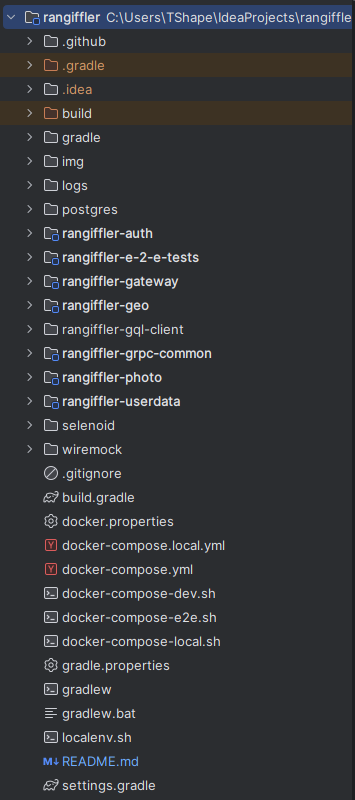 rangiffler C:\Users\TShape\IdeaProjects\rangiffle
.github
.gradle
.idea
build
gradle
img
logs
postgres
rangiffler-auth
rangiffler-e-2-e-tests
rangiffler-gateway
rangiffler-geo
rangiffler-gql-client
rangiffler-grpc-common
rangiffler-photo
rangiffler-userdata
selenoid
wiremock
.gitignore
build.gradle
docker.properties
Y docker-compose.local.yml
Y docker-compose.yml
docker-compose-dev.sh
docker-compose-e2e.sh
docker-compose-local.sh
gradle.properties
gradlew
gradlew.bat
localenv.sh
M↓ README.md
settings.gradle